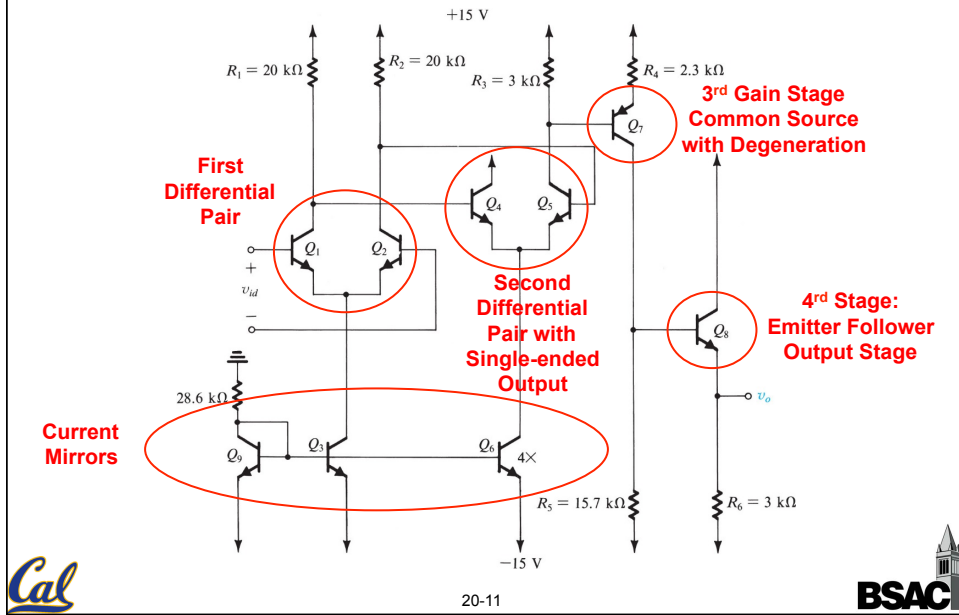 +15 V
R₁ = 20 kΩ
R₂ = 20 kΩ
R₃ = 3 kΩ
R₄ = 2.3 kΩ
3rd Gain Stage
Common Source
with Degeneration
Q₇
First
Differential
Pair
Q₄
Q₅
Q₁
Q₂
+
v_id
−
Second
Differential
Pair with
Single-ended
Output
4rd Stage:
Emitter Follower
Output Stage
Q₈
v_o
28.6 kΩ
Current
Mirrors
Q₉
Q₃
Q₆
4×
R₅ = 15.7 kΩ
R₆ = 3 kΩ
−15 V
Cal
20-11
BSAC